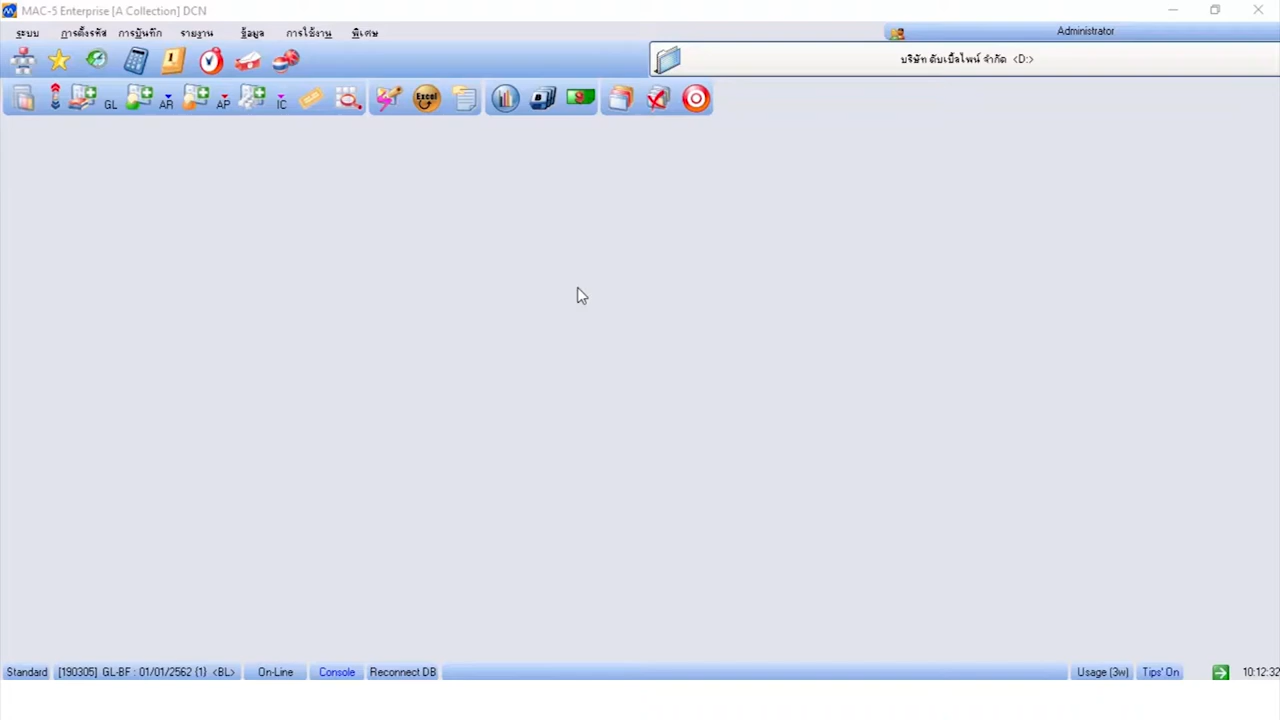 MAC-5 Enterprise [A Collection] DCN
ระบบ การตั้งรหัส การบันทึก รายงาน ข้อมูล การใช้งาน พิเศษ
Administrator
1
บริษัท ดับเบิ้ลไพน์ จำกัด <D:>
GL AR AP IC Excel
Standard [190305] GL-BF : 01/01/2562 (1) <BL> On-Line Console Reconnect DB Usage (3w) Tips' On 10:12:32